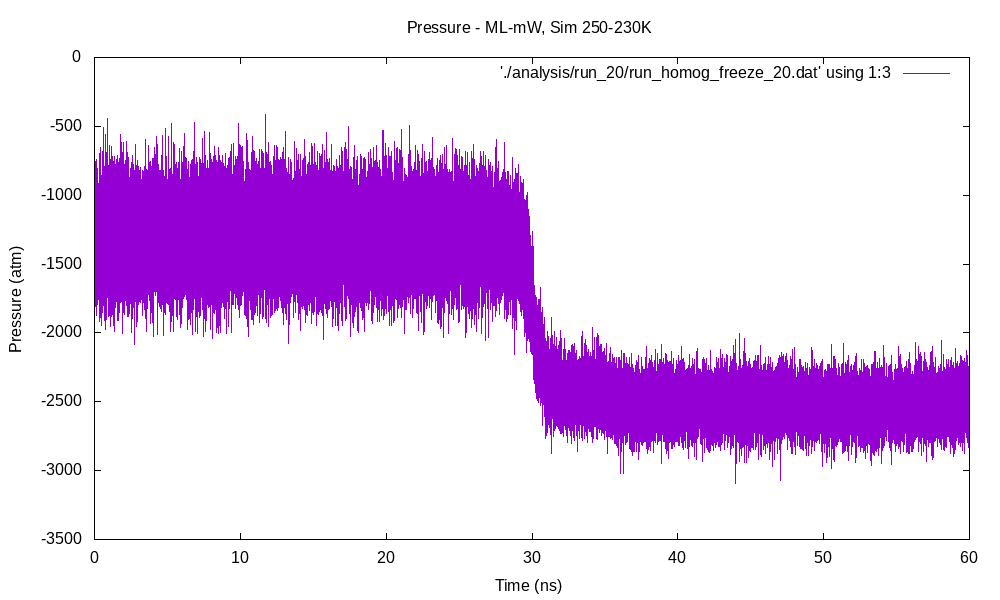 Pressure - ML-mW, Sim 250-230K
'./analysis/run_20/run_homog_freeze_20.dat' using 1:3
0
-500
-1000
-1500
-2000
-2500
-3000
-3500
Pressure (atm)
0 10 20 30 40 50 60
Time (ns)